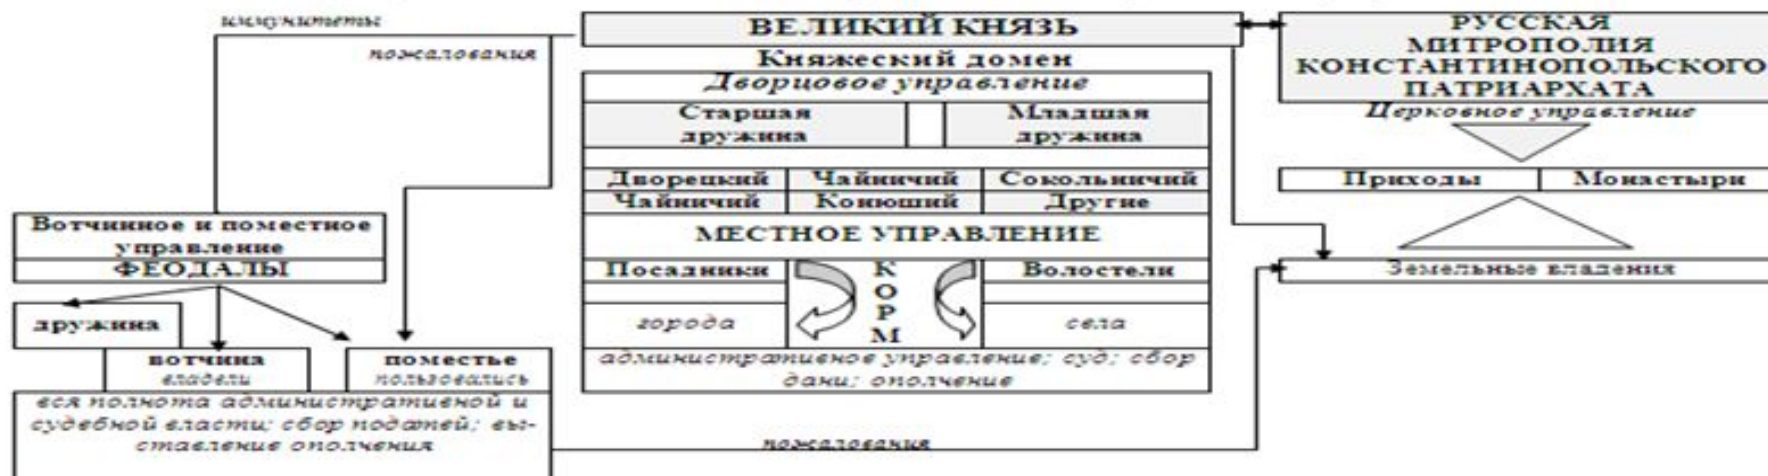 иммунитеты
пожалования
ВЕЛИКИЙ КНЯЗЬ
Княжеский домен
Дворцовое управление
Старшая
дружина
Младшая
дружина
Дворецкий
Чайничий
Сокольничий
Чайничий
Конюший
Другие
МЕСТНОЕ УПРАВЛЕНИЕ
Посадники
К
О
Р
М
Волостели
города
села
административное управление; суд; сбор
дани; ополчение
РУССКАЯ
МИТРОПОЛИЯ
КОНСТАНТИНОПОЛЬСКОГО
ПАТРИАРХАТА
Церковное управление
Приходы
Монастыри
Земельные владения
Вотчинное и поместное
управление
ФЕОДАЛЫ
дружина
вотчина
владели
поместье
пользовались
вся полнота административной и
судебной власти; сбор податей; вы-
ставление ополчения
пожалования